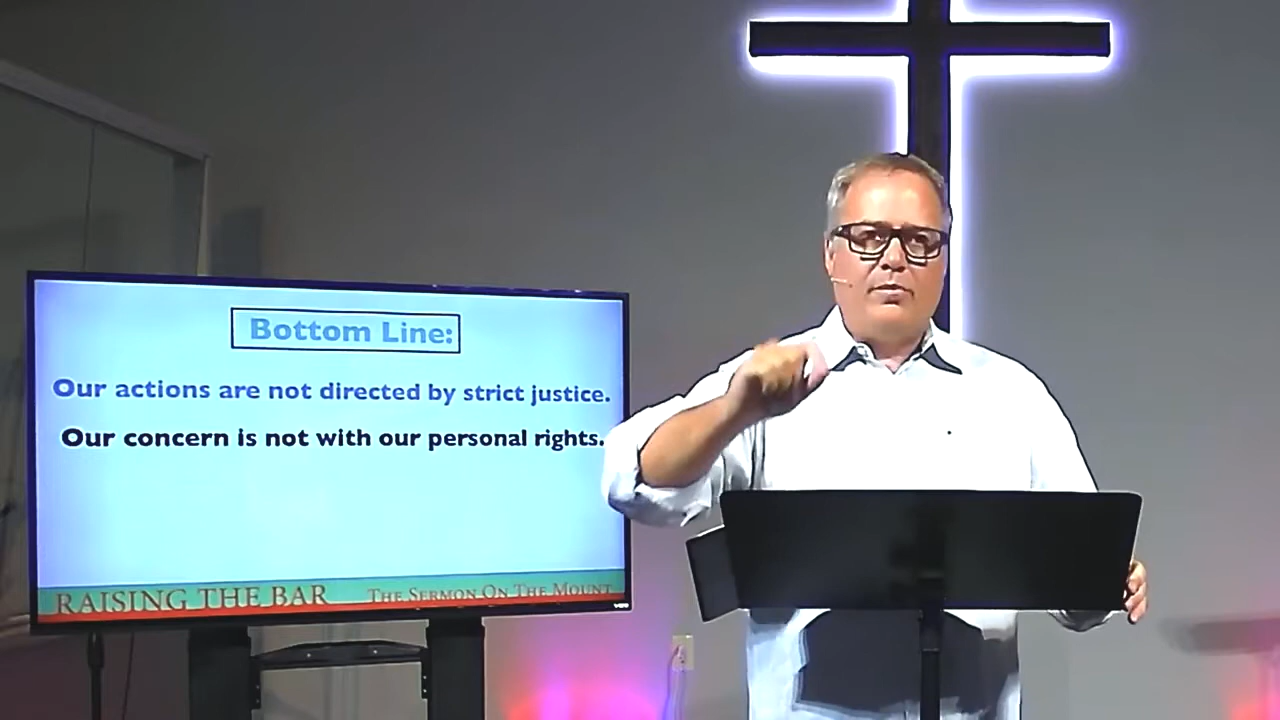 Bottom Line:
Our actions are not directed by strict justice.
Our concern is not with our personal rights.
RAISING THE BAR THE SERMON ON THE MOUNT
VIZIO